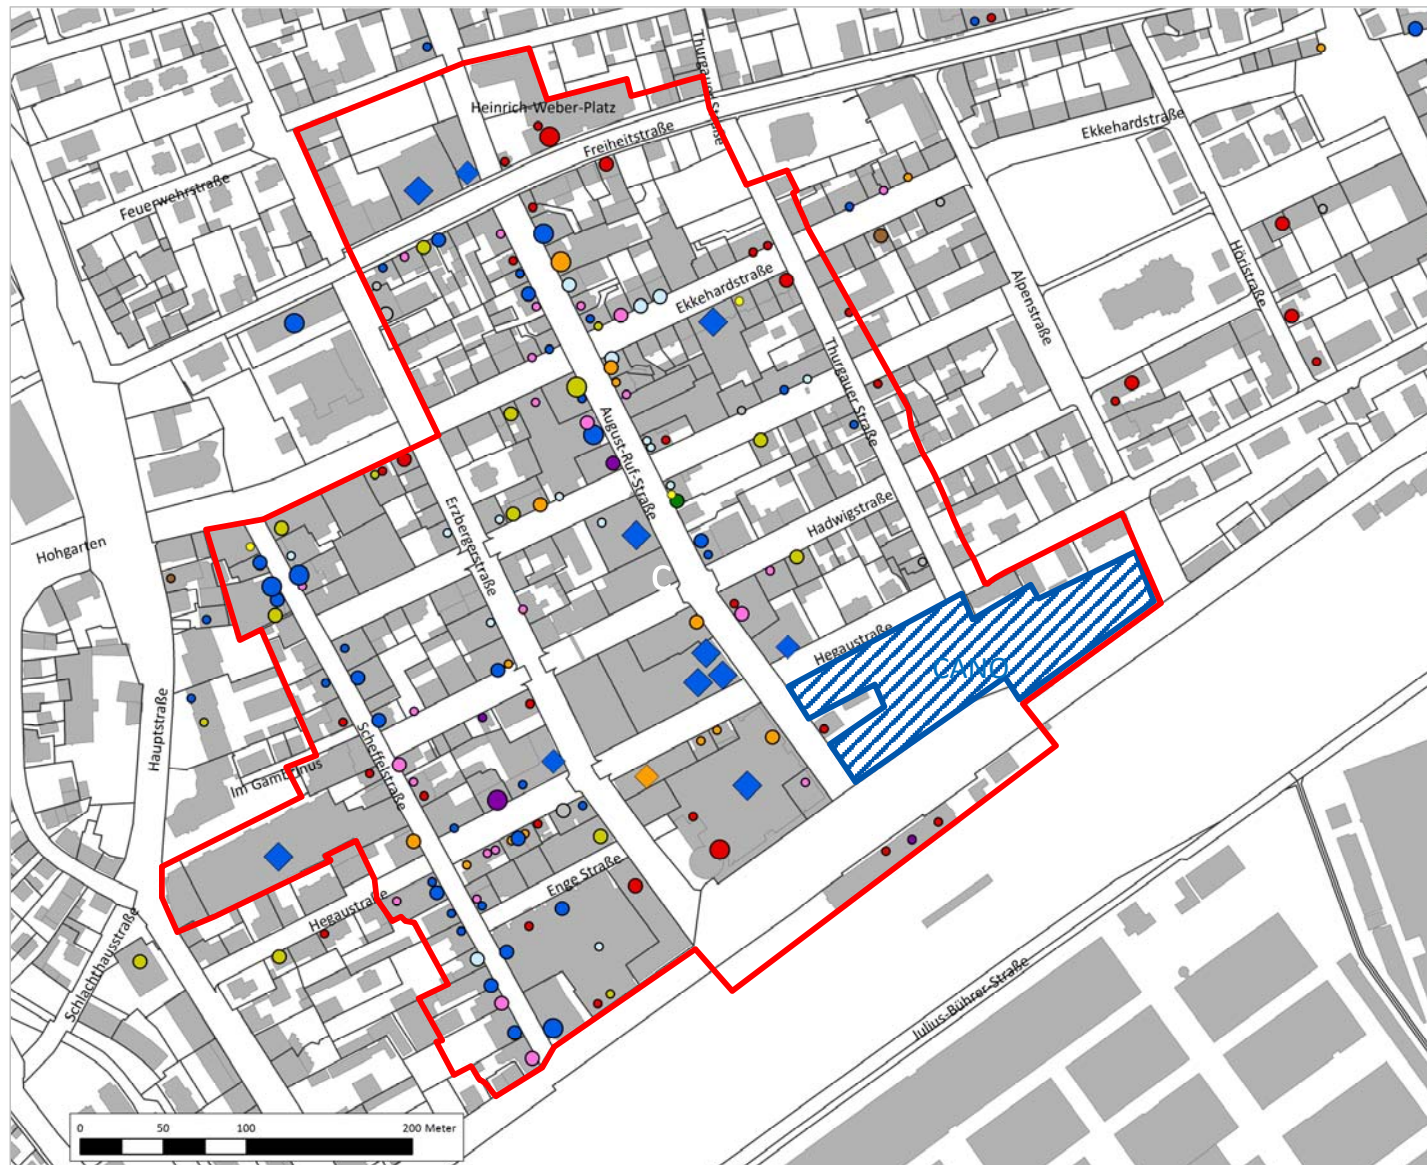 Thurgauer Straße
Heinrich-Weber-Platz
Freiheitstraße
Ekkehardstraße
Feuerwehrstraße
Höristraße
Ekkehardstraße
Alpenstraße
Thurgauer Straße
August-Ruf-Straße
Hadwigstraße
Erzbergerstraße
Hohgarten
C
Hegaustraße
CANO
Hauptstraße
Scheffelstraße
Im Gambrinus
Enge Straße
Hegaustraße
Schlachthausstraße
Julius-Bührer-Straße
0 50 100 200 Meter